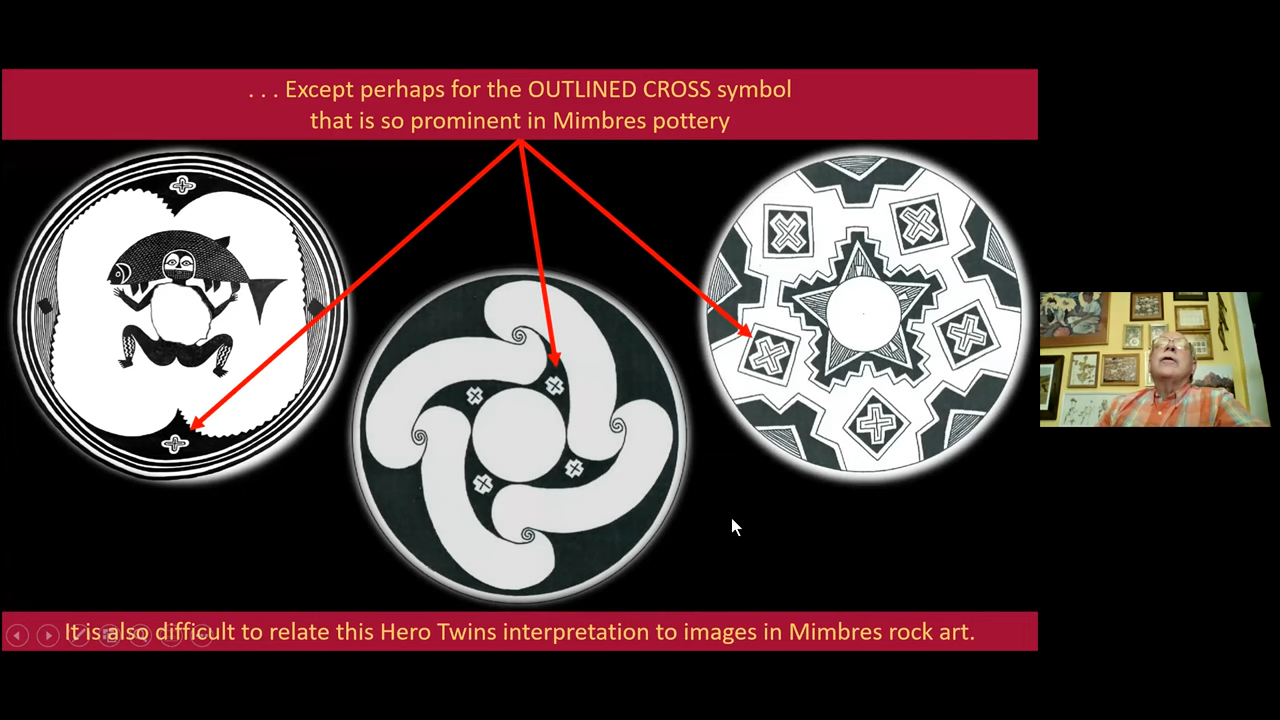 . . . Except perhaps for the OUTLINED CROSS symbol
that is so prominent in Mimbres pottery
It is also difficult to relate this Hero Twins interpretation to images in Mimbres rock art.